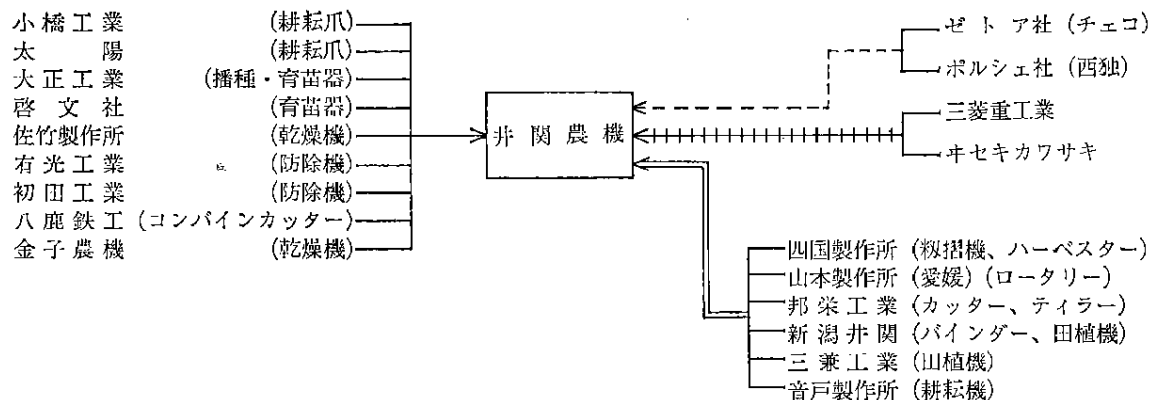 小橋工業 (耕耘爪)
太陽 (耕耘爪)
大正工業 (播種・育苗器)
啓文社 (育苗器)
佐竹製作所 (乾燥機)
有光工業 (防除機)
初田工業 (防除機)
八鹿鉄工 (コンバインカッター)
金子農機 (乾燥機)
井関農機
ゼトア社 (チェコ)
ポルシェ社 (西独)
三菱重工業
ヰセキカワサキ
四国製作所 (籾摺機、ハーベスター)
山本製作所 (愛媛) (ロータリー)
邦栄工業 (カッター、ティラー)
新潟井関 (バインダー、田植機)
三兼工業 (田植機)
音戸製作所 (耕耘機)